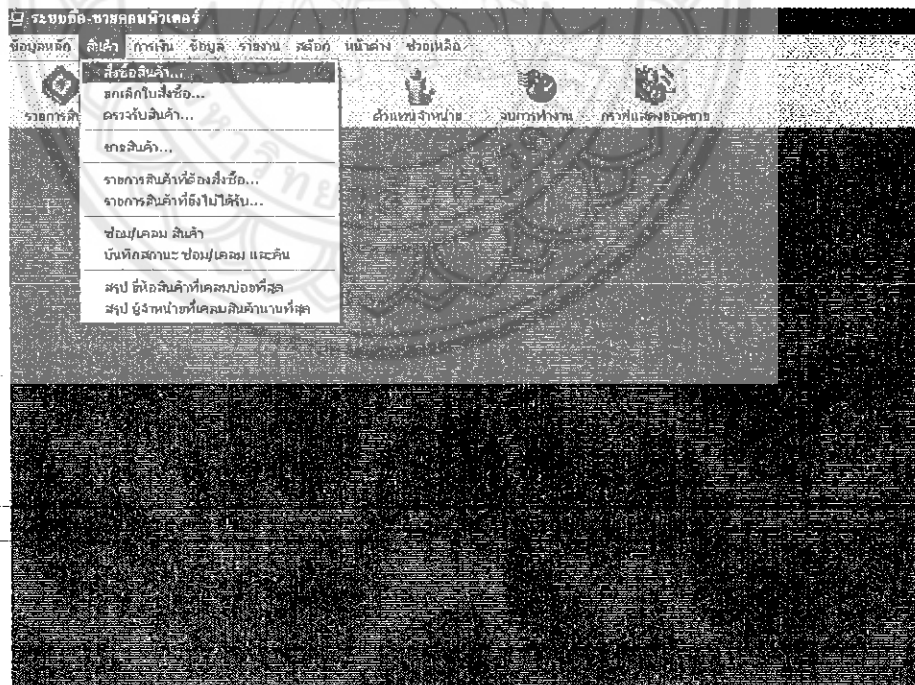 ระบบซื้อ-ขายคอมพิวเตอร์
ข้อมูลหลัก สินค้า การเงิน ข้อมูล รายงาน สต๊อก หน้าต่าง ช่วยเหลือ
สั่งซื้อสินค้า...
ยกเลิกใบสั่งซื้อ...
ตรวจรับสินค้า...
ขายสินค้า...
รายการสินค้าที่ต้องสั่งซื้อ...
รายการสินค้าที่ยังไม่ได้รับ...
ซ่อม/เคลม สินค้า
บันทึกสถานะ ซ่อม/เคลม และคืน
สรุป ยี่ห้อสินค้าที่เคลมบ่อยที่สุด
สรุป ผู้จำหน่ายที่เคลมสินค้านานที่สุด
รายการสิ ตัวแทนจำหน่าย จบการทำงาน กราฟแสดงยอดขาย